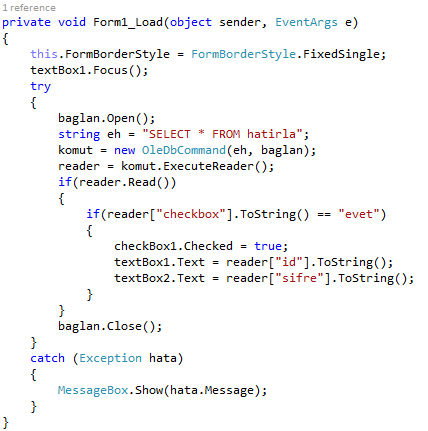 1 reference
private void Form1_Load(object sender, EventArgs e)
{
    this.FormBorderStyle = FormBorderStyle.FixedSingle;
    textBox1.Focus();
    try
    {
        baglan.Open();
        string eh = "SELECT * FROM hatirla";
        komut = new OleDbCommand(eh, baglan);
        reader = komut.ExecuteReader();
        if(reader.Read())
        {
            if(reader["checkbox"].ToString() == "evet")
            {
                checkBox1.Checked = true;
                textBox1.Text = reader["id"].ToString();
                textBox2.Text = reader["sifre"].ToString();
            }
        }
        baglan.Close();
    }
    catch (Exception hata)
    {
        MessageBox.Show(hata.Message);
    }
}